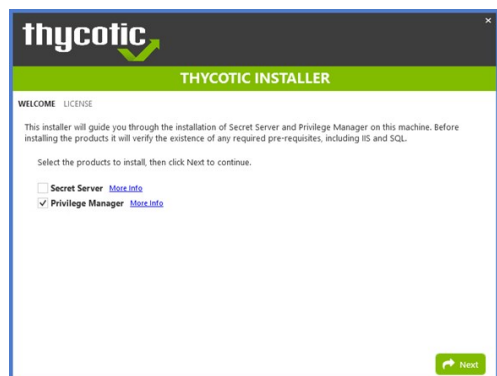 thycotic
THYCOTIC INSTALLER
WELCOME LICENSE
This installer will guide you through the installation of Secret Server and Privilege Manager on this machine. Before
installing the products it will verify the existence of any required pre-requisites, including IIS and SQL.
Select the products to install, then click Next to continue.
Secret Server More Info
Privilege Manager More Info
Next